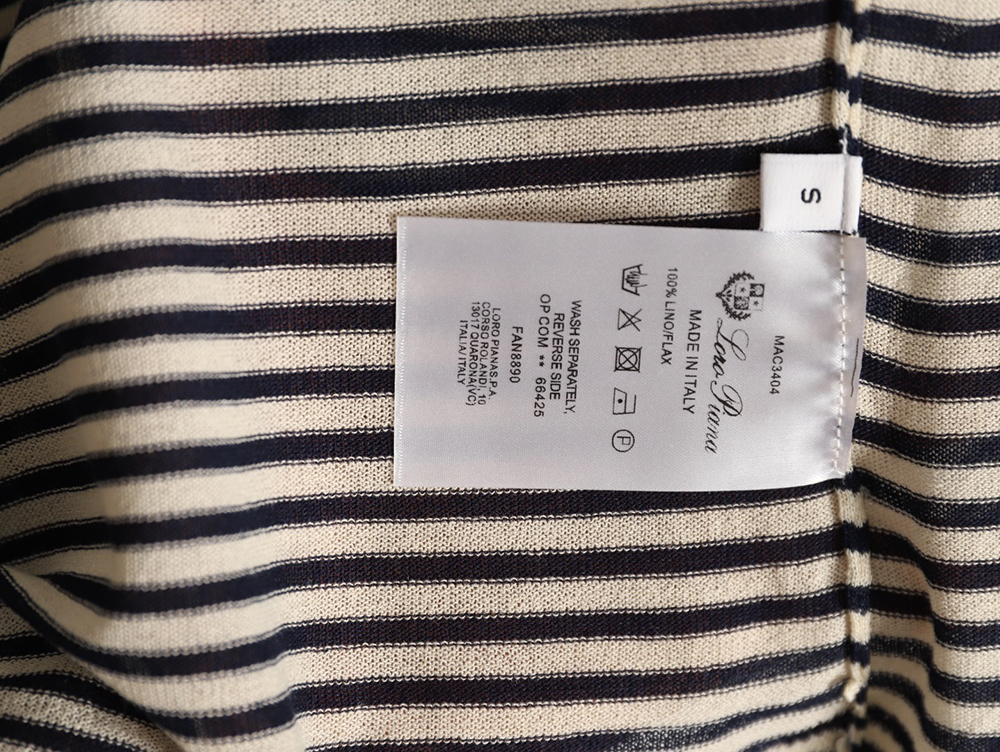 S
MAC3404
Loro Piana
MADE IN ITALY
100% LINO/FLAX
P
WASH SEPARATELY,
REVERSE SIDE
OP COM ** 66425
FAN8890
LORO PIANAS.P.A.
CORSO ROLANDI, 10
13017 QUARONA(VC)
ITALIA/ ITALY